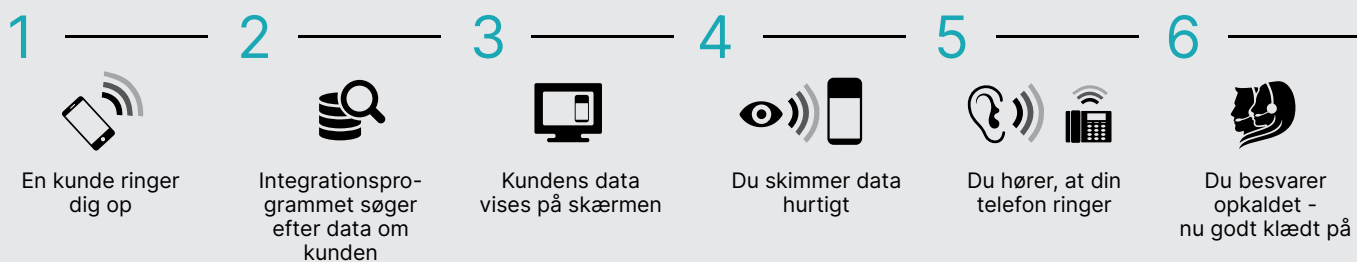 1
2
3
4
5
6
En kunde ringer
dig op
Integrationspro-
grammet søger
efter data om
kunden
Kundens data
vises på skærmen
Du skimmer data
hurtigt
Du hører, at din
telefon ringer
Du besvarer
opkaldet -
nu godt klædt på